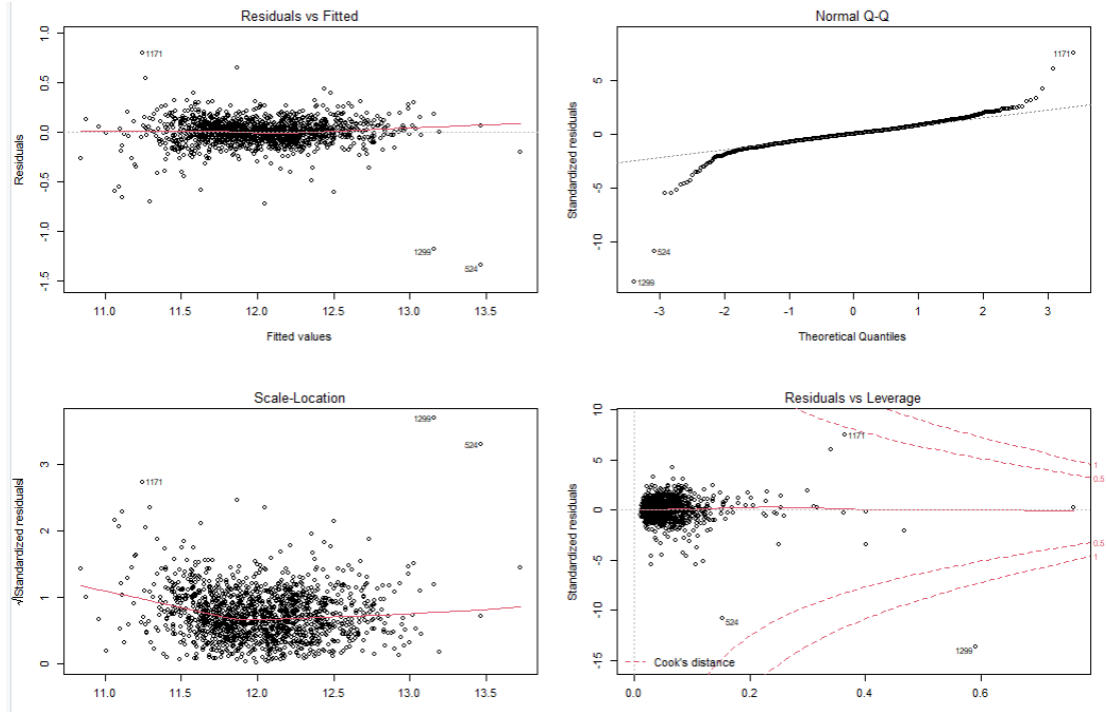 Residuals vs Fitted
Residuals
1.0
0.5
0.0
-0.5
-1.0
-1.5
1171
1299
524
11.0 11.5 12.0 12.5 13.0 13.5
Fitted values
Normal Q-Q
Standardized residuals
5
0
-5
-10
1171
524
1299
-3 -2 -1 0 1 2 3
Theoretical Quantiles
Scale-Location
√|Standardized residuals|
3
2
1
0
1299
524
1171
11.0 11.5 12.0 12.5 13.0 13.5
Residuals vs Leverage
Standardized residuals
10
5
0
-5
-10
-15
1171
524
1299
1
0.5
0.5
1
Cook's distance
0.0 0.2 0.4 0.6